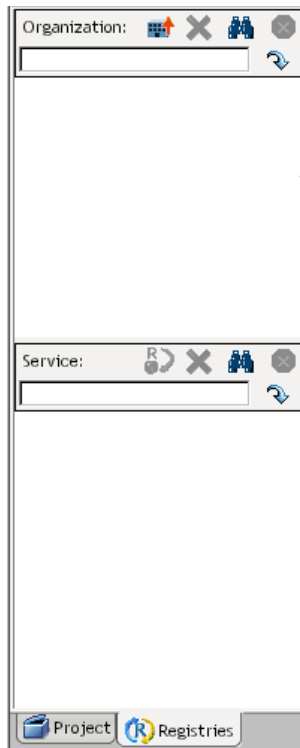 Organization:
Service:
R
Project
R Registries